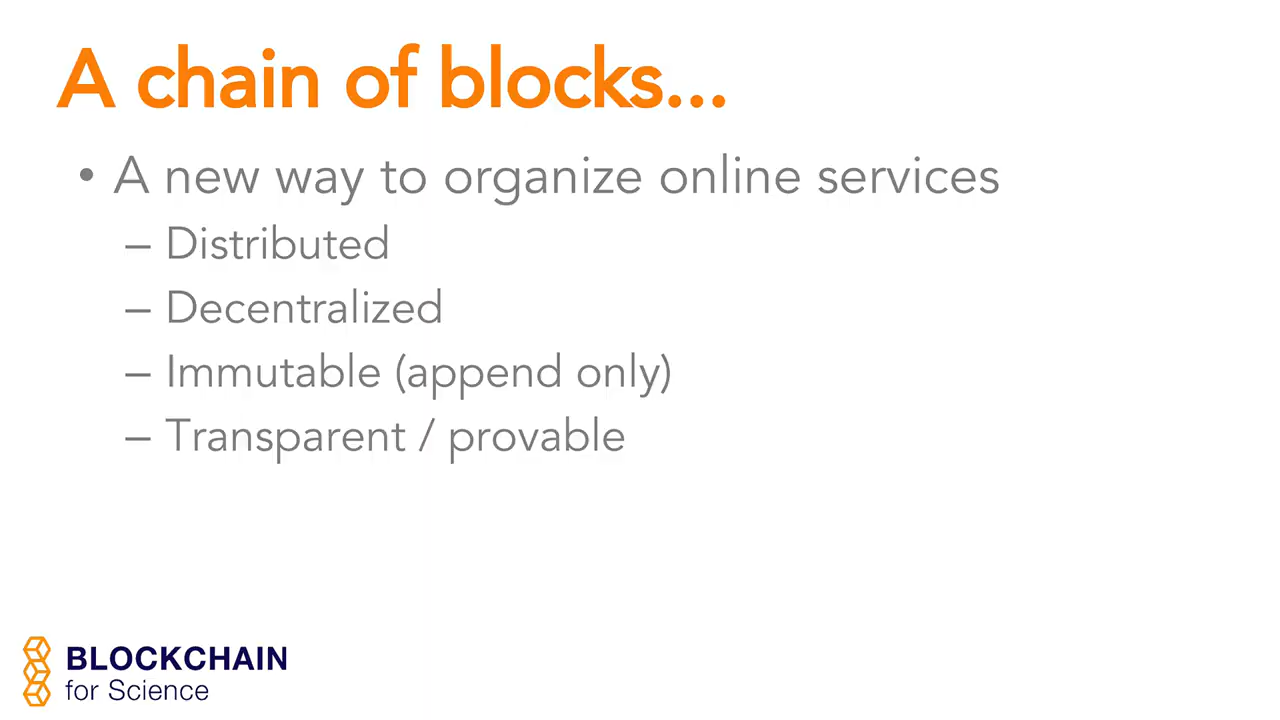 A chain of blocks...
• A new way to organize online services
– Distributed
– Decentralized
– Immutable (append only)
– Transparent / provable
BLOCKCHAIN
for Science